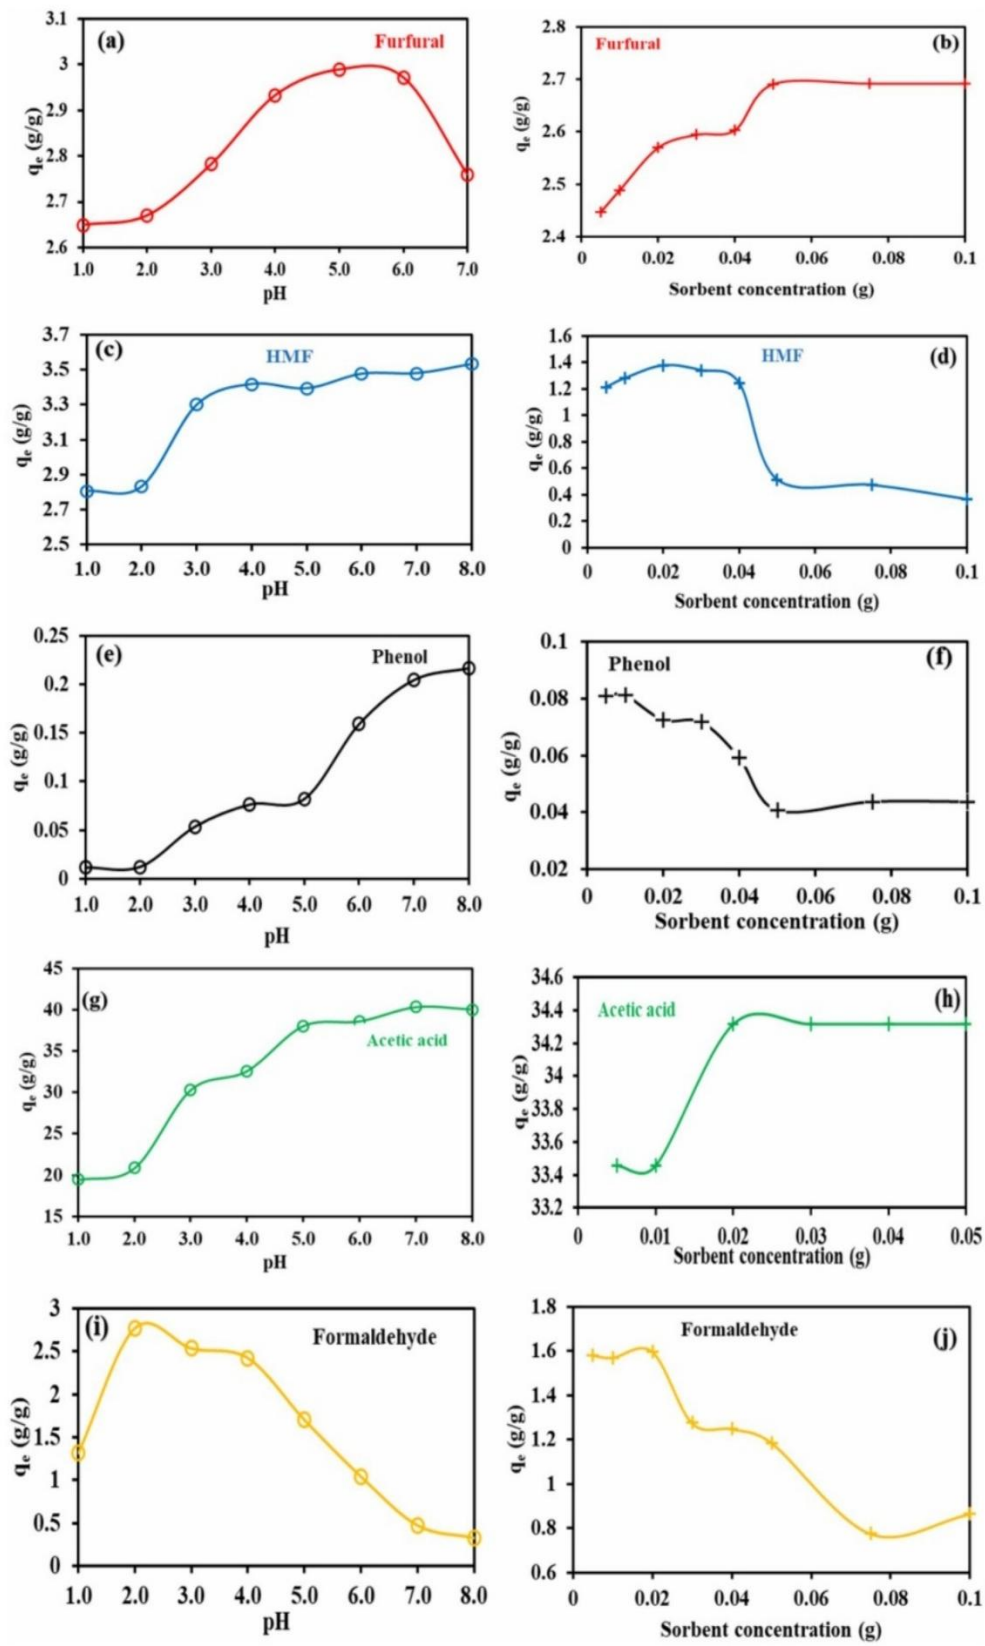 (a) Furfural
3.1
3
2.9
2.8
2.7
2.6
qe (g/g)
1.0 2.0 3.0 4.0 5.0 6.0 7.0
pH
(b) Furfural
2.8
2.7
2.6
2.5
2.4
qe (g/g)
0 0.02 0.04 0.06 0.08 0.1
Sorbent concentration (g)
(c) HMF
3.7
3.5
3.3
3.1
2.9
2.7
2.5
qe (g/g)
1.0 2.0 3.0 4.0 5.0 6.0 7.0 8.0
pH
HMF (d)
1.6
1.4
1.2
1
0.8
0.6
0.4
0.2
0
qe (g/g)
0 0.02 0.04 0.06 0.08 0.1
Sorbent concentration (g)
(e) Phenol
0.25
0.2
0.15
0.1
0.05
0
qe (g/g)
1.0 2.0 3.0 4.0 5.0 6.0 7.0 8.0
pH
Phenol (f)
0.1
0.08
0.06
0.04
0.02
qe (g/g)
0 0.02 0.04 0.06 0.08 0.1
Sorbent concentration (g)
(g) Acetic acid
45
40
35
30
25
20
15
qe (g/g)
1.0 2.0 3.0 4.0 5.0 6.0 7.0 8.0
pH
Acetic acid (h)
34.6
34.4
34.2
34
33.8
33.6
33.4
33.2
qe (g/g)
0 0.01 0.02 0.03 0.04 0.05
Sorbent concentration (g)
(i) Formaldehyde
3
2.5
2
1.5
1
0.5
0
qe (g/g)
1.0 2.0 3.0 4.0 5.0 6.0 7.0 8.0
pH
Formaldehyde (j)
1.8
1.6
1.4
1.2
1
0.8
0.6
qe (g/g)
0 0.02 0.04 0.06 0.08 0.1
Sorbent concentration (g)